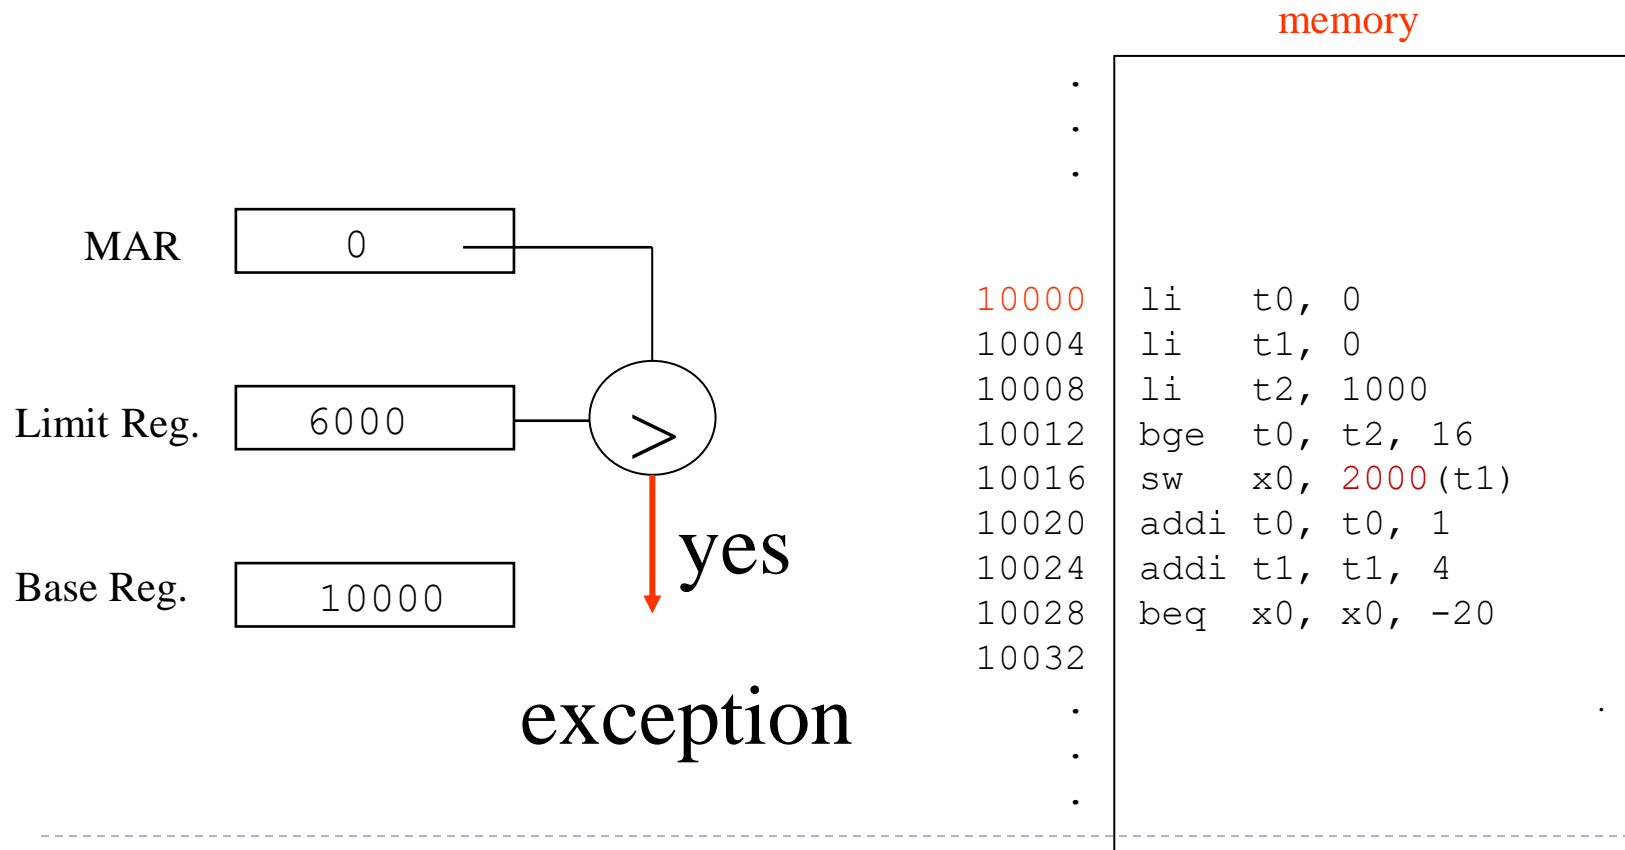 memory
.
.
.
MAR 0
Limit Reg. 6000
>
Base Reg. 10000
yes
exception
10000 li t0, 0
10004 li t1, 0
10008 li t2, 1000
10012 bge t0, t2, 16
10016 sw x0, 2000(t1)
10020 addi t0, t0, 1
10024 addi t1, t1, 4
10028 beq x0, x0, -20
10032
. .
.
.